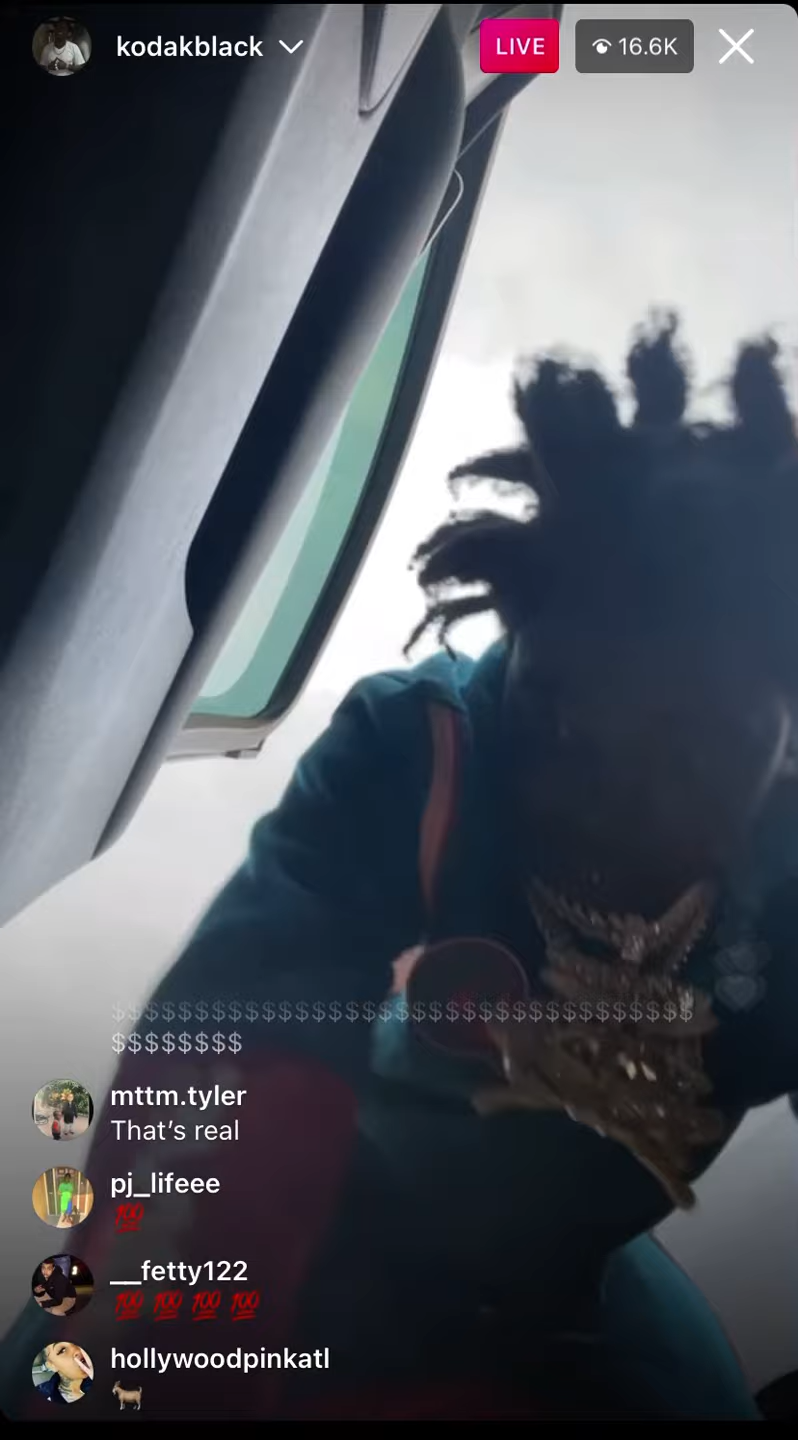 kodakblack
LIVE
16.6K
$$$$$$$$$$$$$$$$$$$$$$$$$$$$$$$$$$$
$$$$$$$$
mttm.tyler
That’s real
pj_lifeee
💯
__fetty122
💯 💯 💯 💯
hollywoodpinkatl
🐐